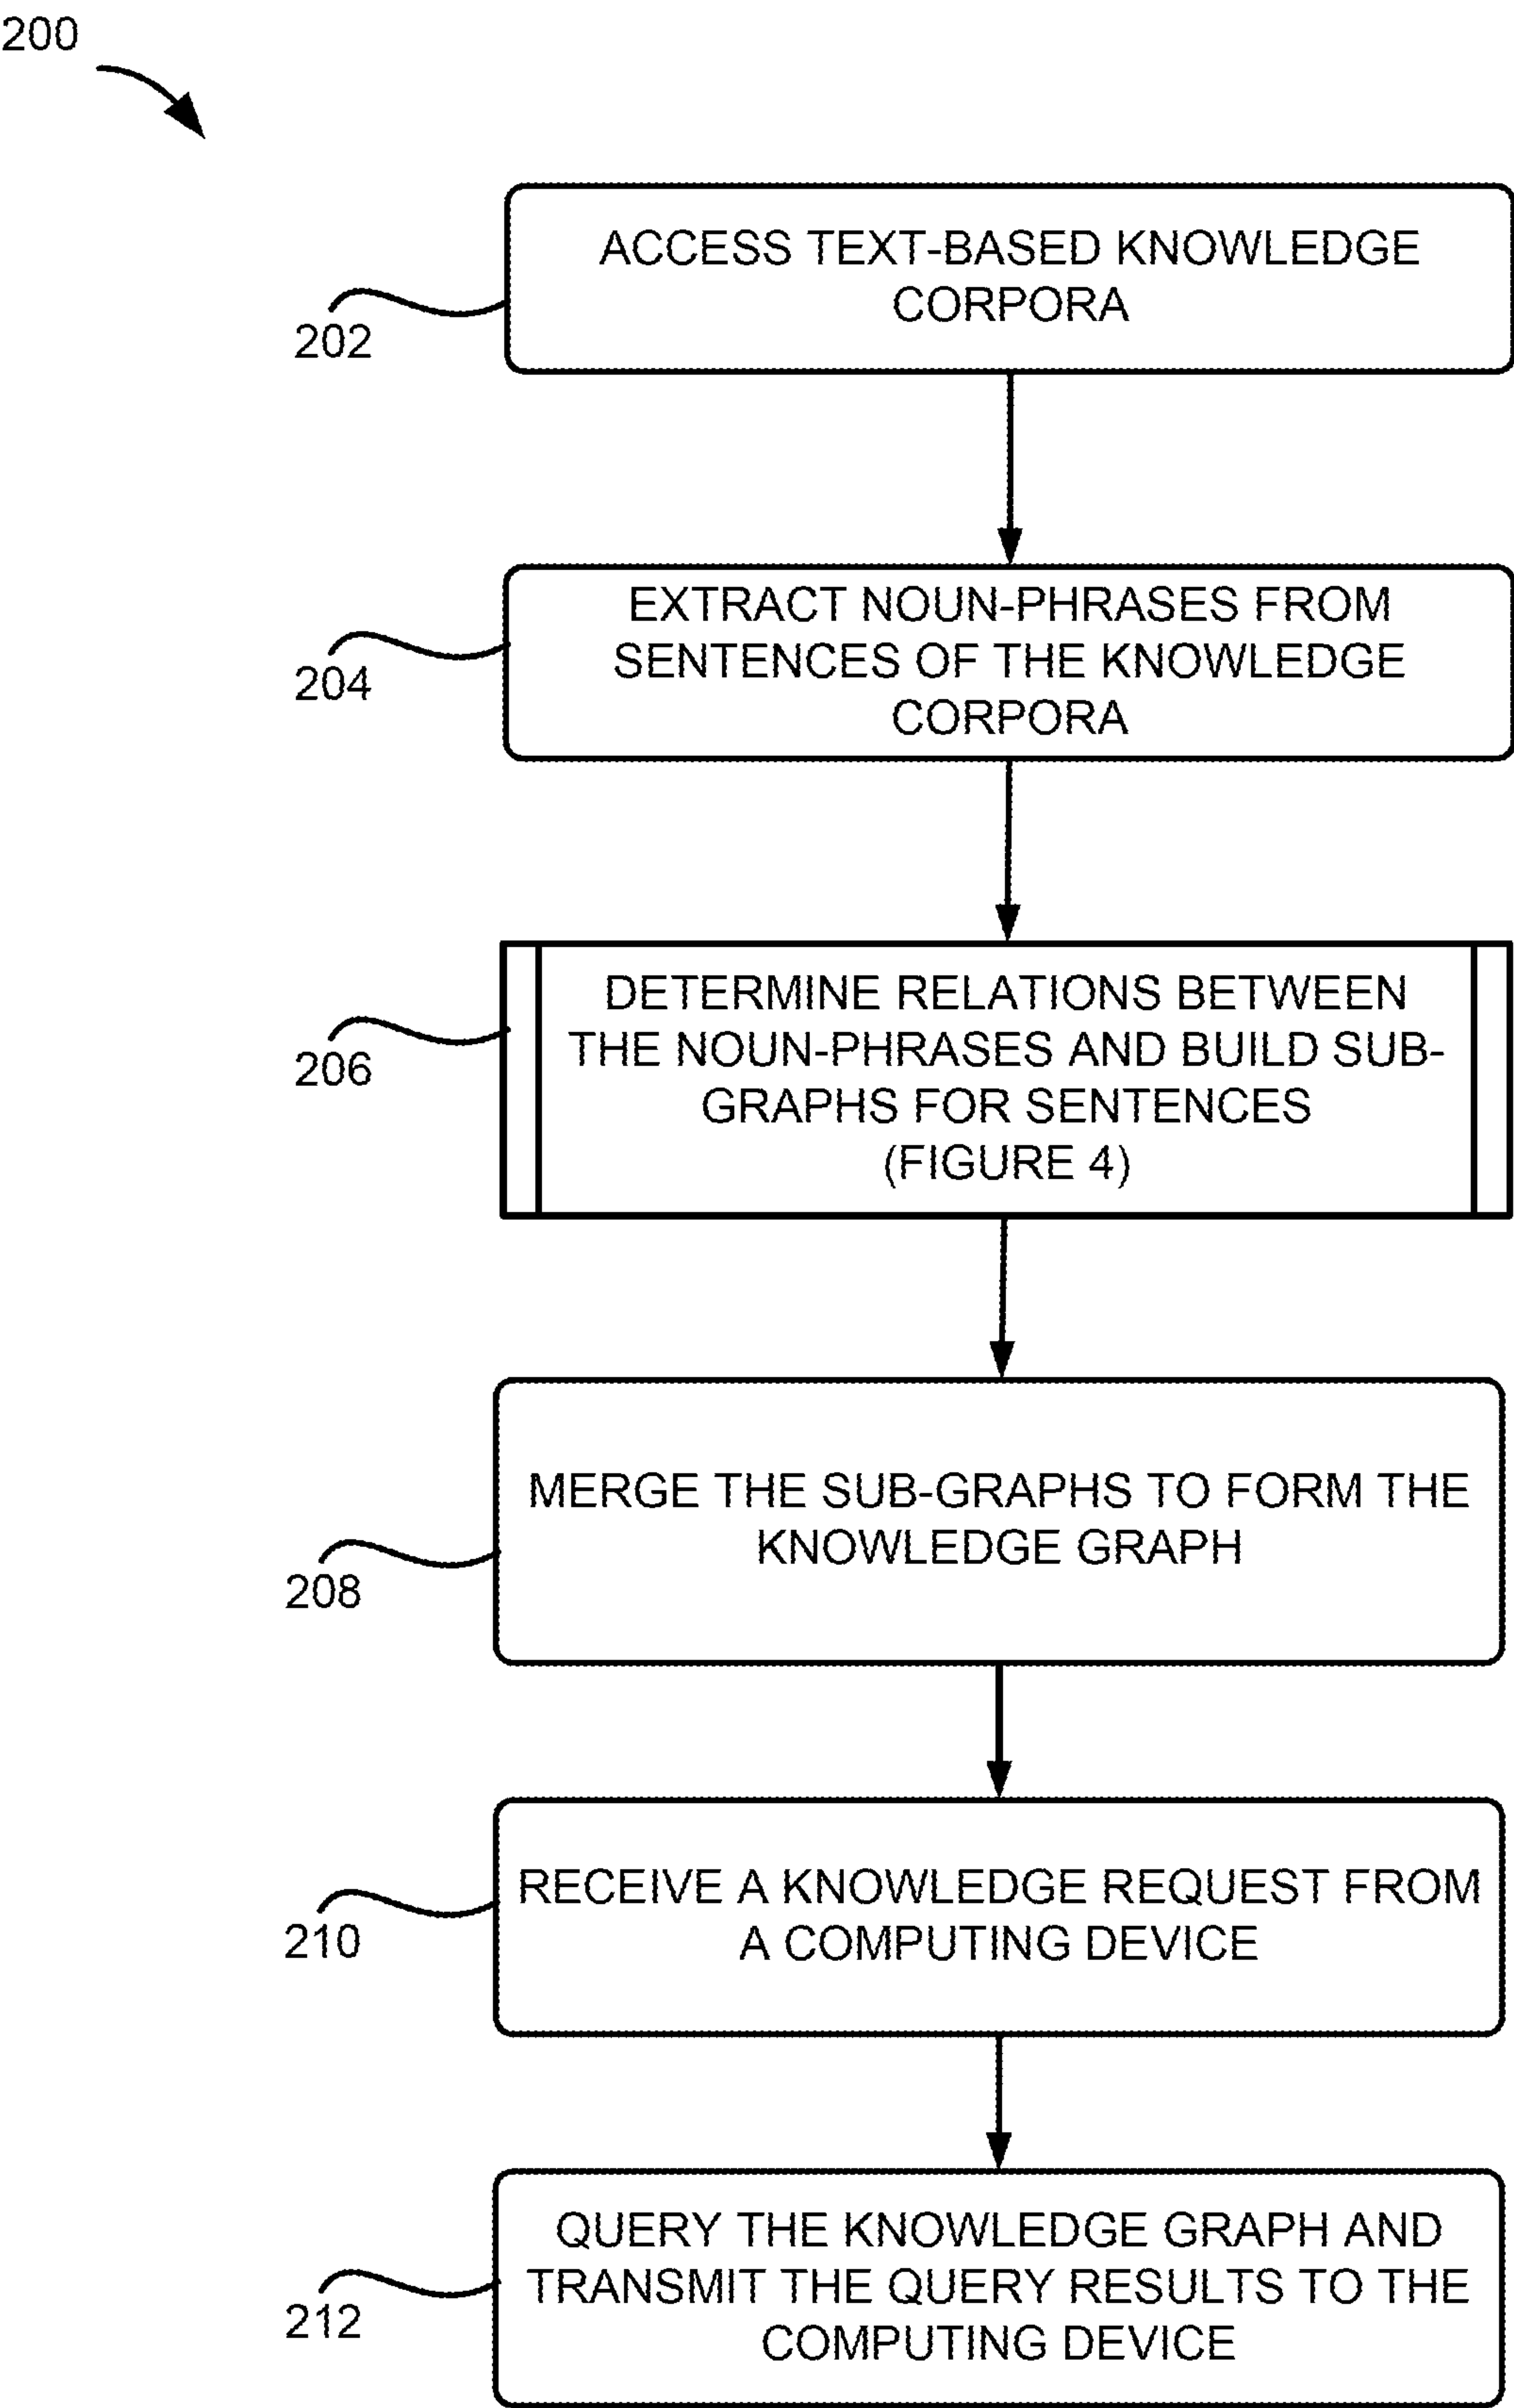 200
ACCESS TEXT-BASED KNOWLEDGE
CORPORA
202
EXTRACT NOUN-PHRASES FROM
SENTENCES OF THE KNOWLEDGE
CORPORA
204
DETERMINE RELATIONS BETWEEN
THE NOUN-PHRASES AND BUILD SUB-
GRAPHS FOR SENTENCES
(FIGURE 4)
206
MERGE THE SUB-GRAPHS TO FORM THE
KNOWLEDGE GRAPH
208
RECEIVE A KNOWLEDGE REQUEST FROM
A COMPUTING DEVICE
210
QUERY THE KNOWLEDGE GRAPH AND
TRANSMIT THE QUERY RESULTS TO THE
COMPUTING DEVICE
212